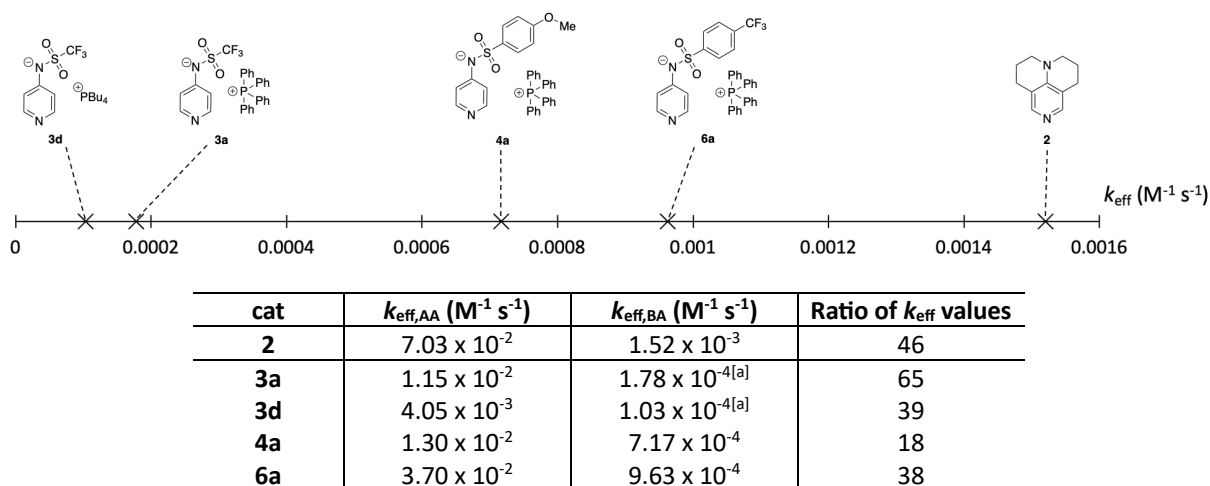 O
S
CF3
⊖ N
O
N
⊕
PBu4
3d
O
S
CF3
⊖ N
O
N
Ph
Ph
⊕ P
Ph
Ph
3a
O
Me
O
S
⊖ N
O
N
Ph
Ph
⊕ P
Ph
Ph
4a
CF3
O
S
⊖ N
O
N
Ph
Ph
⊕ P
Ph
Ph
6a
N
N
2
keff (M-1 s-1)
0 0.0002 0.0004 0.0006 0.0008 0.001 0.0012 0.0014 0.0016
cat keff,AA (M-1 s-1) keff,BA (M-1 s-1) Ratio of keff values
2 7.03 x 10-2 1.52 x 10-3 46
3a 1.15 x 10-2 1.78 x 10-4[a] 65
3d 4.05 x 10-3 1.03 x 10-4[a] 39
4a 1.30 x 10-2 7.17 x 10-4 18
6a 3.70 x 10-2 9.63 x 10-4 38